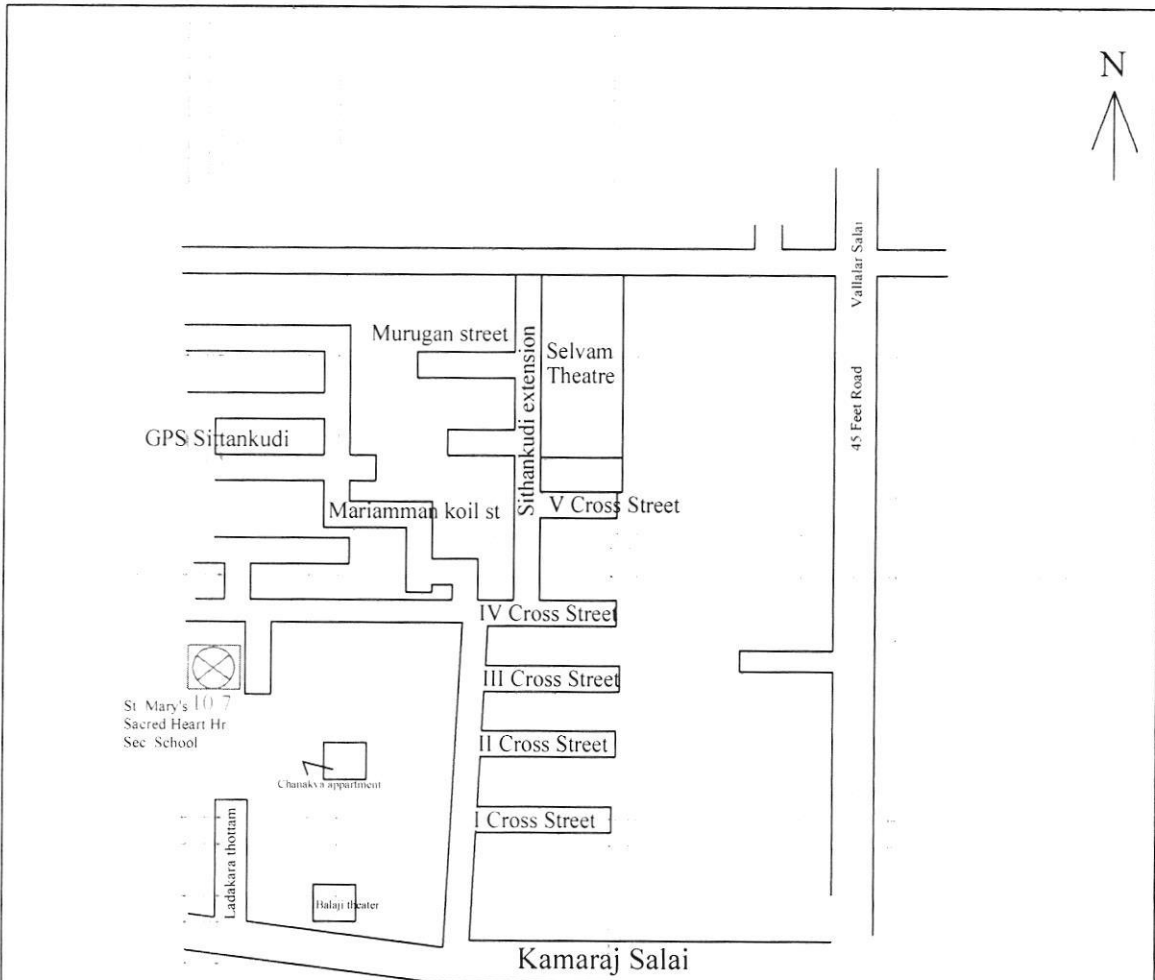 N
Vallalar Salai
Murugan street
Sithankudi extension
Selvam
Theatre
45 Feet Road
GPS Sittankudi
Mariamman koil st
V Cross Street
IV Cross Street
III Cross Street
St Mary's 10 7
Sacred Heart Hr
Sec School
II Cross Street
Chanakya appartment
I Cross Street
Ladakara thottam
Balaji theater
Kamaraj Salai